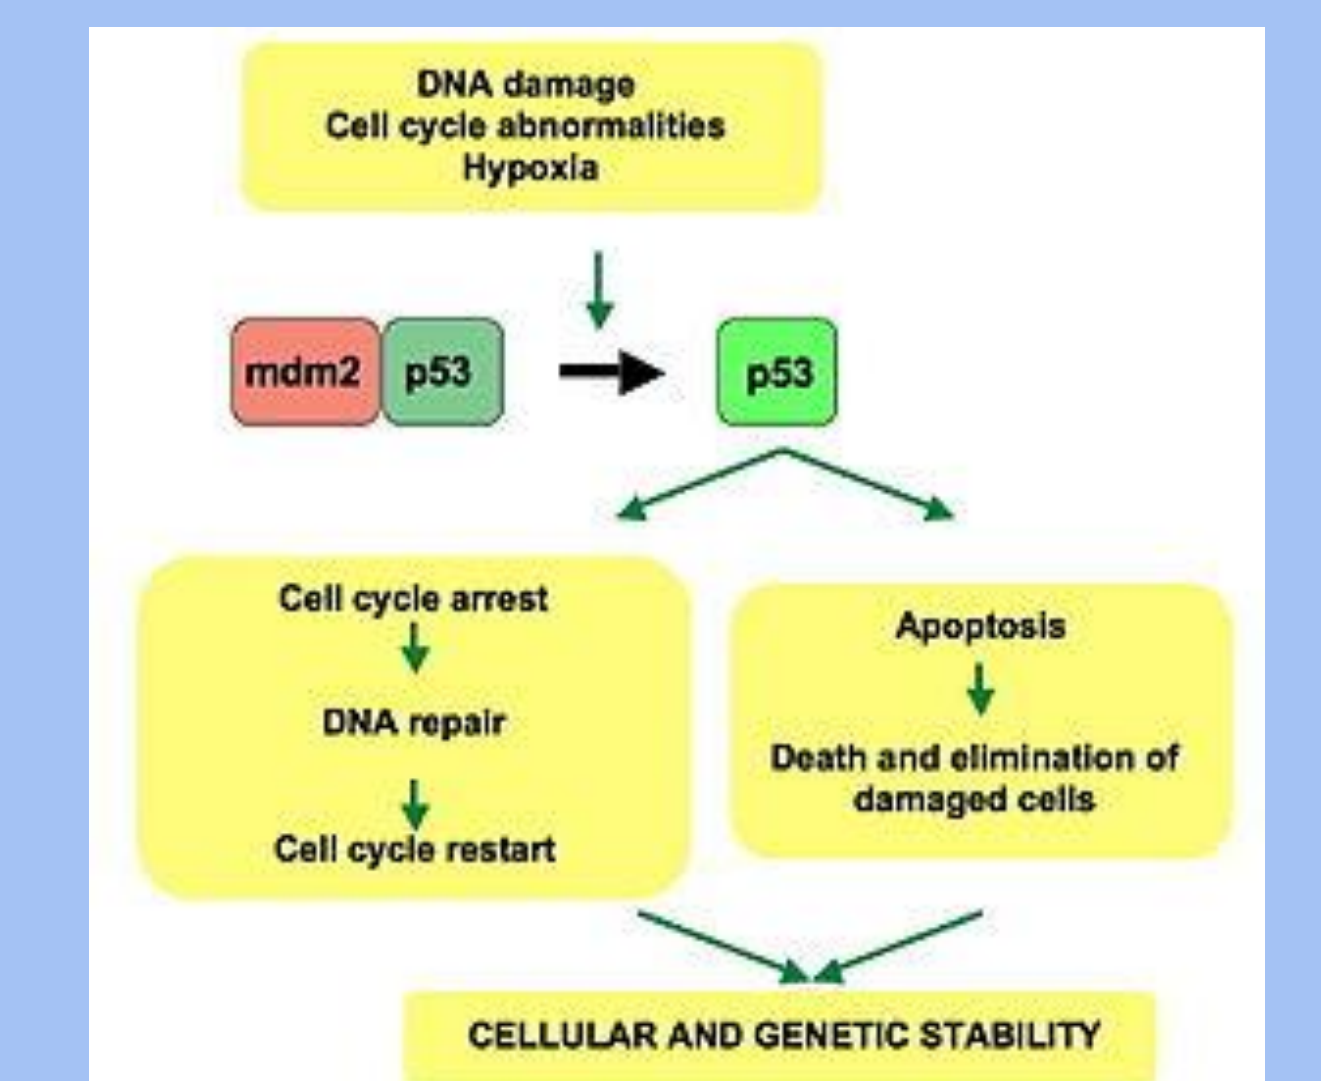 DNA damage
Cell cycle abnormalities
Hypoxia
mdm2 p53 p53
Cell cycle arrest
DNA repair
Cell cycle restart
Apoptosis
Death and elimination of
damaged cells
CELLULAR AND GENETIC STABILITY